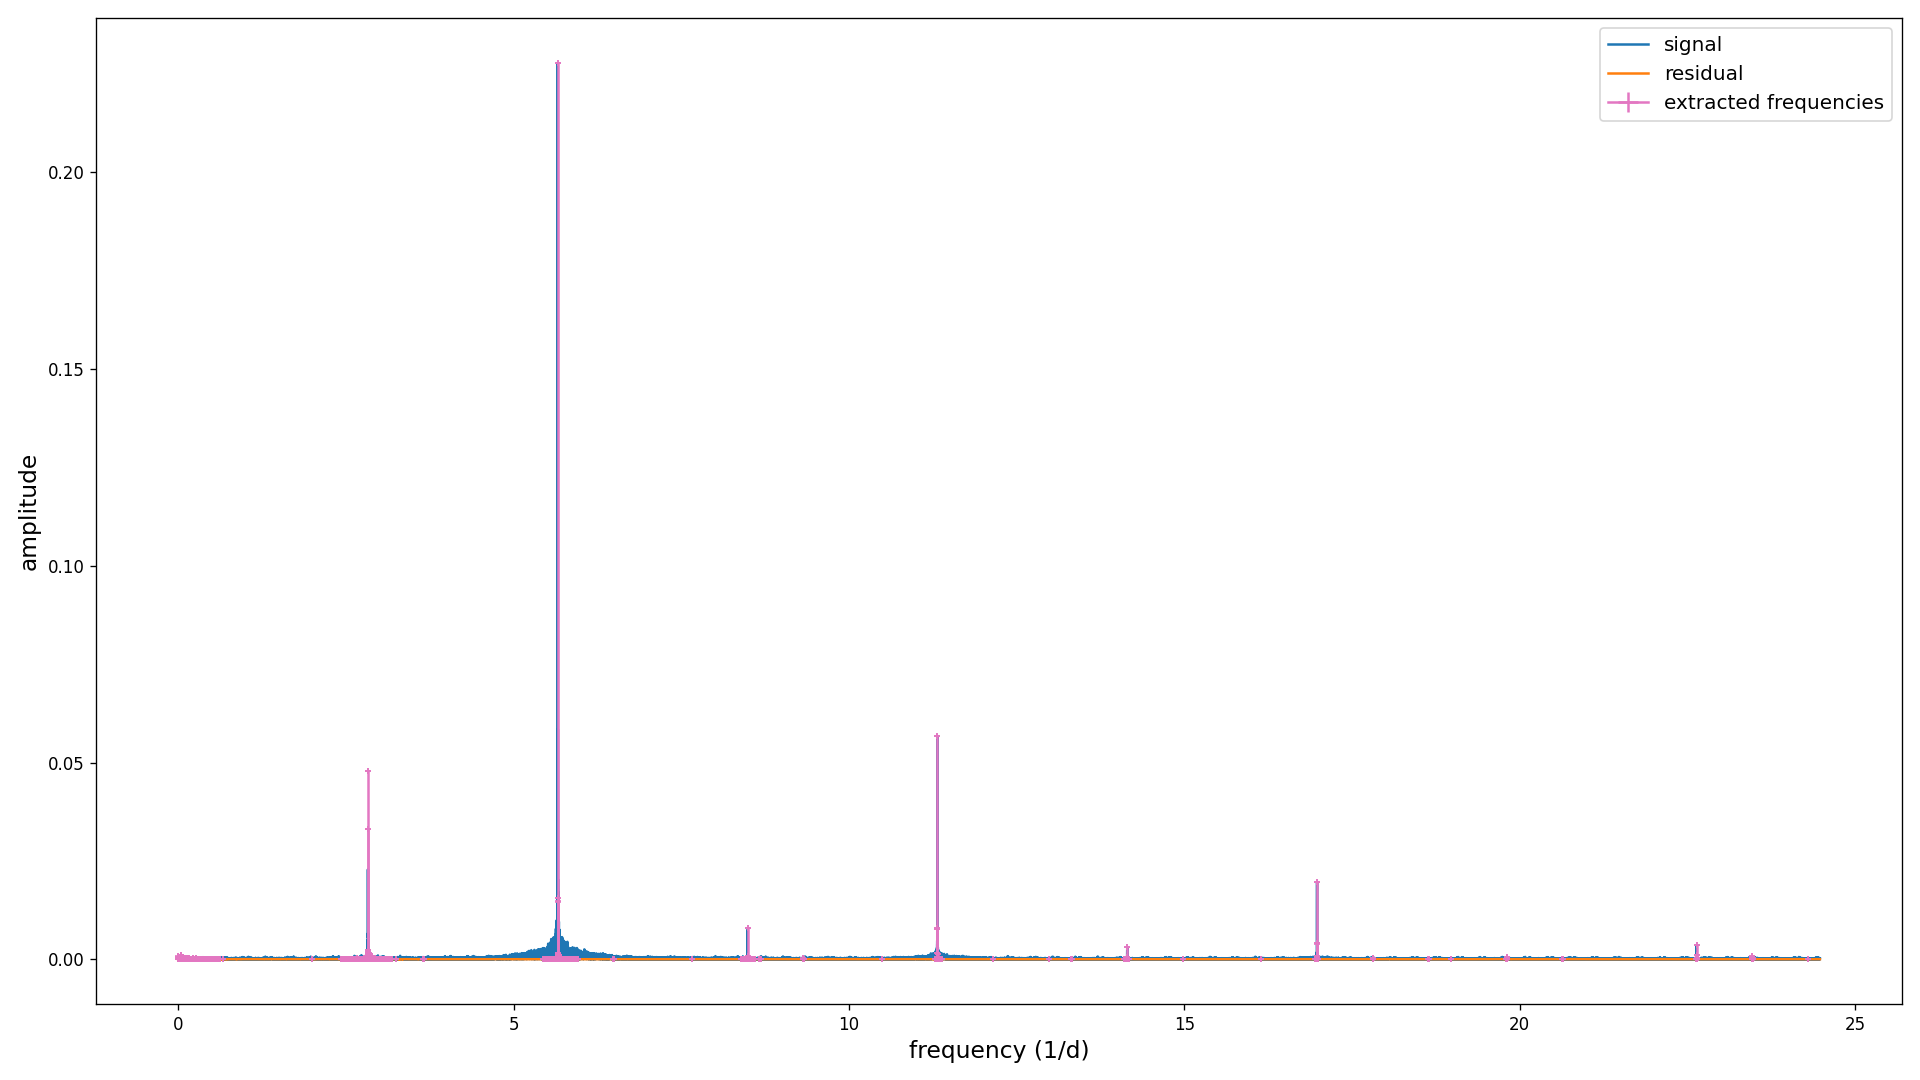 signal
residual
extracted frequencies
amplitude
0.20
0.15
0.10
0.05
0.00
0 5 10 15 20 25
frequency (1/d)